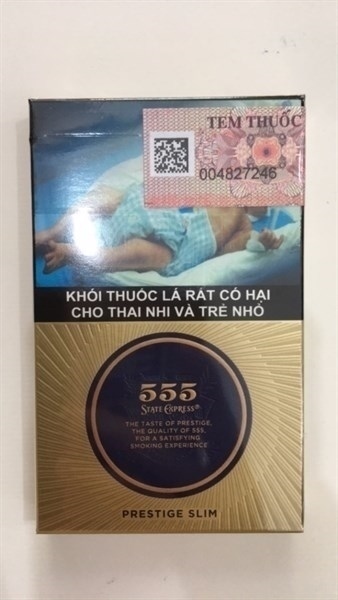 TEM THUỐC
004827246
KHÓI THUỐC LÁ RẤT CÓ HẠI
CHO THAI NHI VÀ TRẺ NHỎ
555
STATE EXPRESS®
THE TASTE OF PRESTIGE,
THE QUALITY OF 555,
FOR A SATISFYING
SMOKING EXPERIENCE
PRESTIGE SLIM